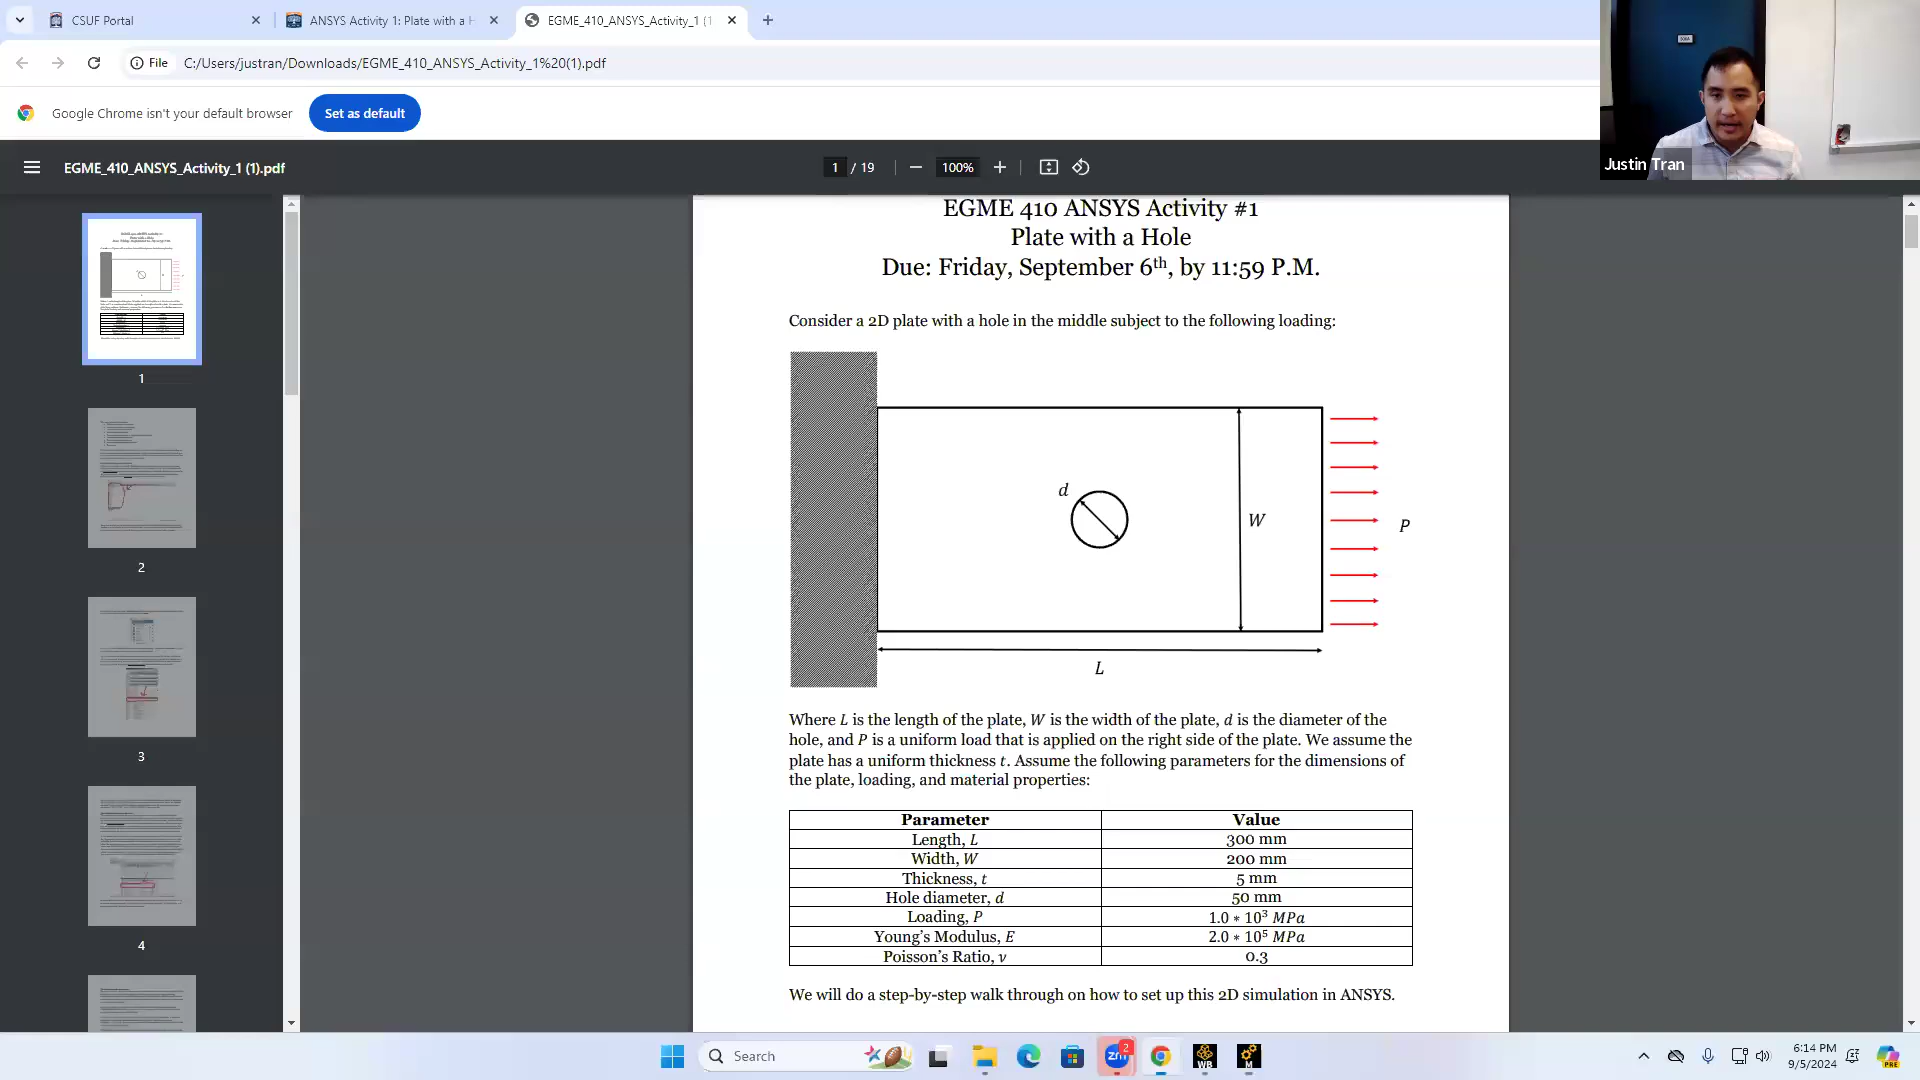 CSUF Portal
ANSYS Activity 1: Plate with a H
EGME_410_ANSYS_Activity_1 (1
File
C:/Users/justran/Downloads/EGME_410_ANSYS_Activity_1%20(1).pdf
Google Chrome isn't your default browser
Set as default
EGME_410_ANSYS_Activity_1 (1).pdf
1 / 19
100%
Justin Tran
1
2
3
4
EGME 410 ANSYS Activity #1
Plate with a Hole
Due: Friday, September 6th, by 11:59 P.M.
Consider a 2D plate with a hole in the middle subject to the following loading:
d
W
P
L
Where L is the length of the plate, W is the width of the plate, d is the diameter of the
hole, and P is a uniform load that is applied on the right side of the plate. We assume the
plate has a uniform thickness t. Assume the following parameters for the dimensions of
the plate, loading, and material properties:
Parameter Value
Length, L 300 mm
Width, W 200 mm
Thickness, t 5 mm
Hole diameter, d 50 mm
Loading, P 1.0 * 10³ MPa
Young's Modulus, E 2.0 * 10⁵ MPa
Poisson's Ratio, ν 0.3
We will do a step-by-step walk through on how to set up this 2D simulation in ANSYS.
Search
zm
2
WB
M
6:14 PM
9/5/2024
PRE